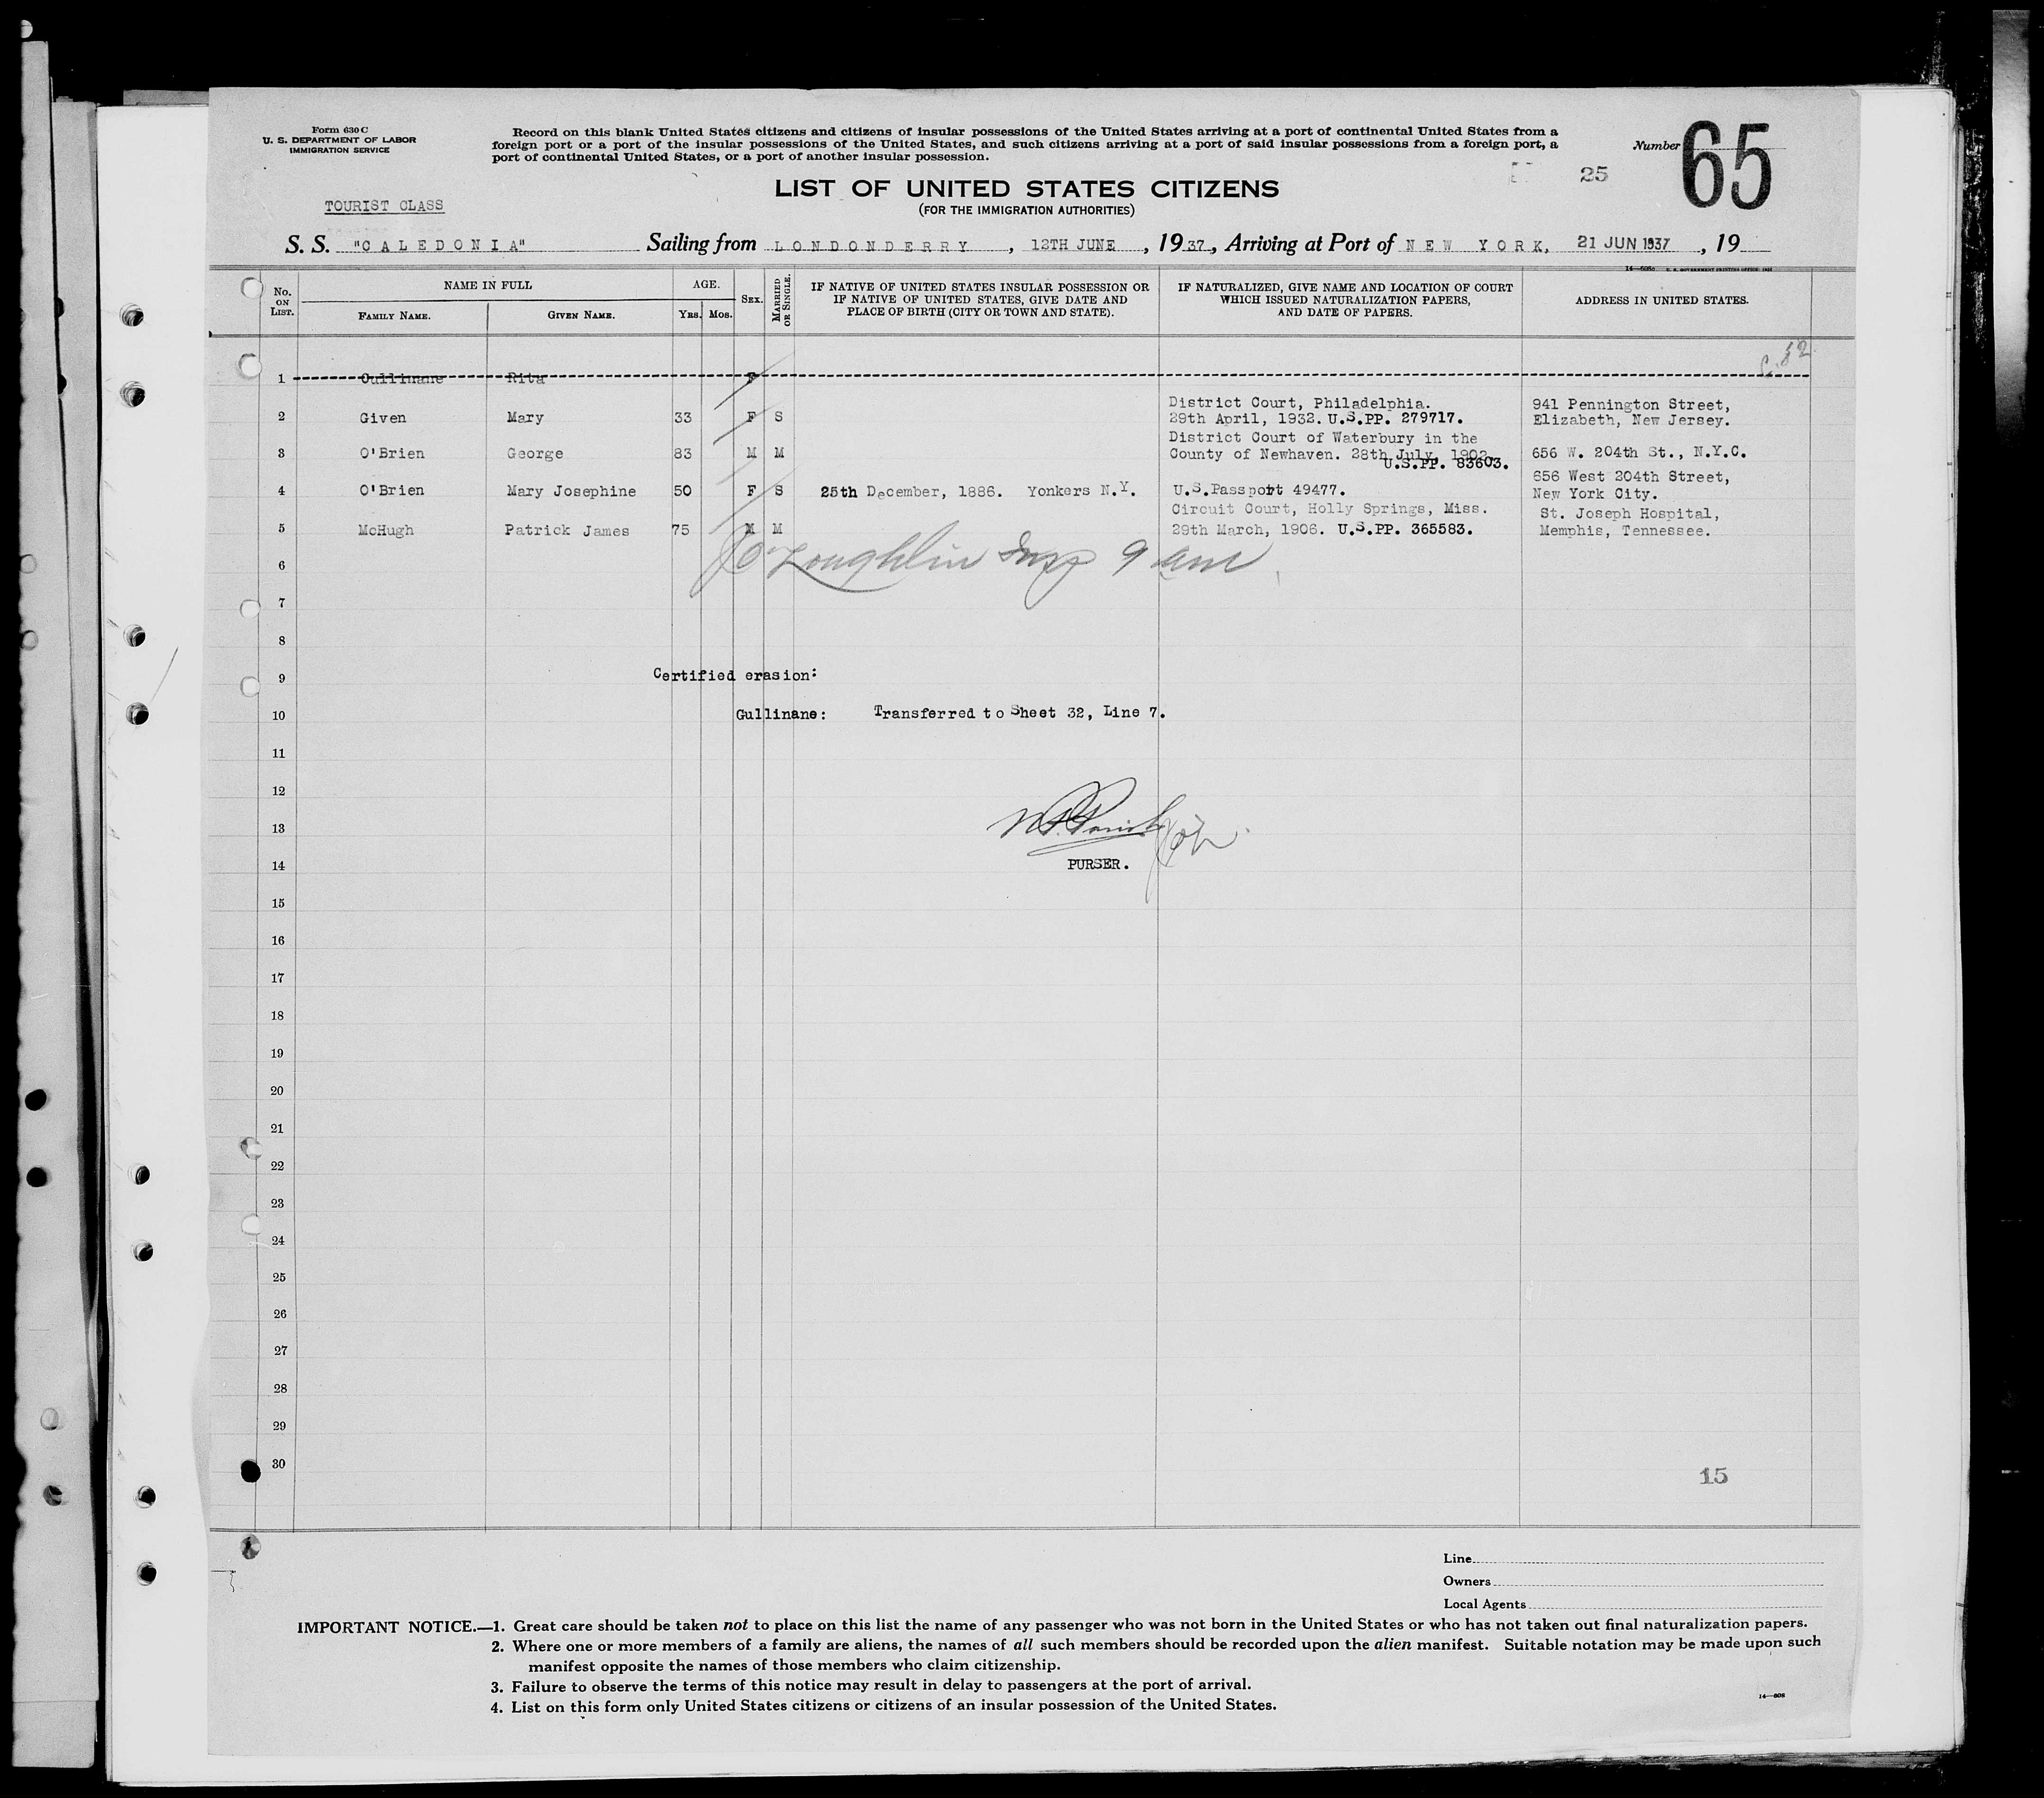 Form 630 C
U. S. DEPARTMENT OF LABOR
IMMIGRATION SERVICE
Record on this blank United States citizens and citizens of insular possessions of the United States arriving at a port of continental United States from a
foreign port or a port of the insular possessions of the United States, and such citizens arriving at a port of said insular possessions from a foreign port, a
port of continental United States, or a port of another insular possession.
Number 65
25
LIST OF UNITED STATES CITIZENS
(FOR THE IMMIGRATION AUTHORITIES)
TOURIST CLASS
S. S. "CALEDONIA" Sailing from LONDONDERRY, 12TH JUNE, 1937, Arriving at Port of NEW YORK, 21 JUN 1937, 19
No. ON LIST.
NAME IN FULL
FAMILY NAME. GIVEN NAME.
AGE.
YRS. MOS.
SEX.
MARRIED OR SINGLE.
IF NATIVE OF UNITED STATES INSULAR POSSESSION OR
IF NATIVE OF UNITED STATES, GIVE DATE AND
PLACE OF BIRTH (CITY OR TOWN AND STATE).
IF NATURALIZED, GIVE NAME AND LOCATION OF COURT
WHICH ISSUED NATURALIZATION PAPERS,
AND DATE OF PAPERS.
ADDRESS IN UNITED STATES.
1 Cullinane Rita F
District Court, Philadelphia. 941 Pennington Street,
2 Given Mary 33 F S 29th April, 1932. U.S.PP. 279717. Elizabeth, New Jersey.
District Court of Waterbury in the
3 O'Brien George 83 M M County of Newhaven. 28th July, 1902. 656 W. 204th St., N.Y.C.
U.S.PP. 83603.
656 West 204th Street,
4 O'Brien Mary Josephine 50 F S 25th December, 1886. Yonkers N.Y. U.S.Passport 49477. New York City.
Circuit Court, Holly Springs, Miss. St. Joseph Hospital,
5 McHugh Patrick James 75 M M 29th March, 1906. U.S.PP. 365583. Memphis, Tennessee.
6 O'Loughlin Insp 9 am
7
8
9 Certified erasion:
10 Gullinane: Transferred to Sheet 32, Line 7.
11
12
13
14 PURSER.
15
16
17
18
19
20
21
22
23
24
25
26
27
28
29
30
15
Line
Owners
Local Agents
IMPORTANT NOTICE.—1. Great care should be taken not to place on this list the name of any passenger who was not born in the United States or who has not taken out final naturalization papers.
2. Where one or more members of a family are aliens, the names of all such members should be recorded upon the alien manifest. Suitable notation may be made upon such
manifest opposite the names of those members who claim citizenship.
3. Failure to observe the terms of this notice may result in delay to passengers at the port of arrival.
4. List on this form only United States citizens or citizens of an insular possession of the United States.
14—608